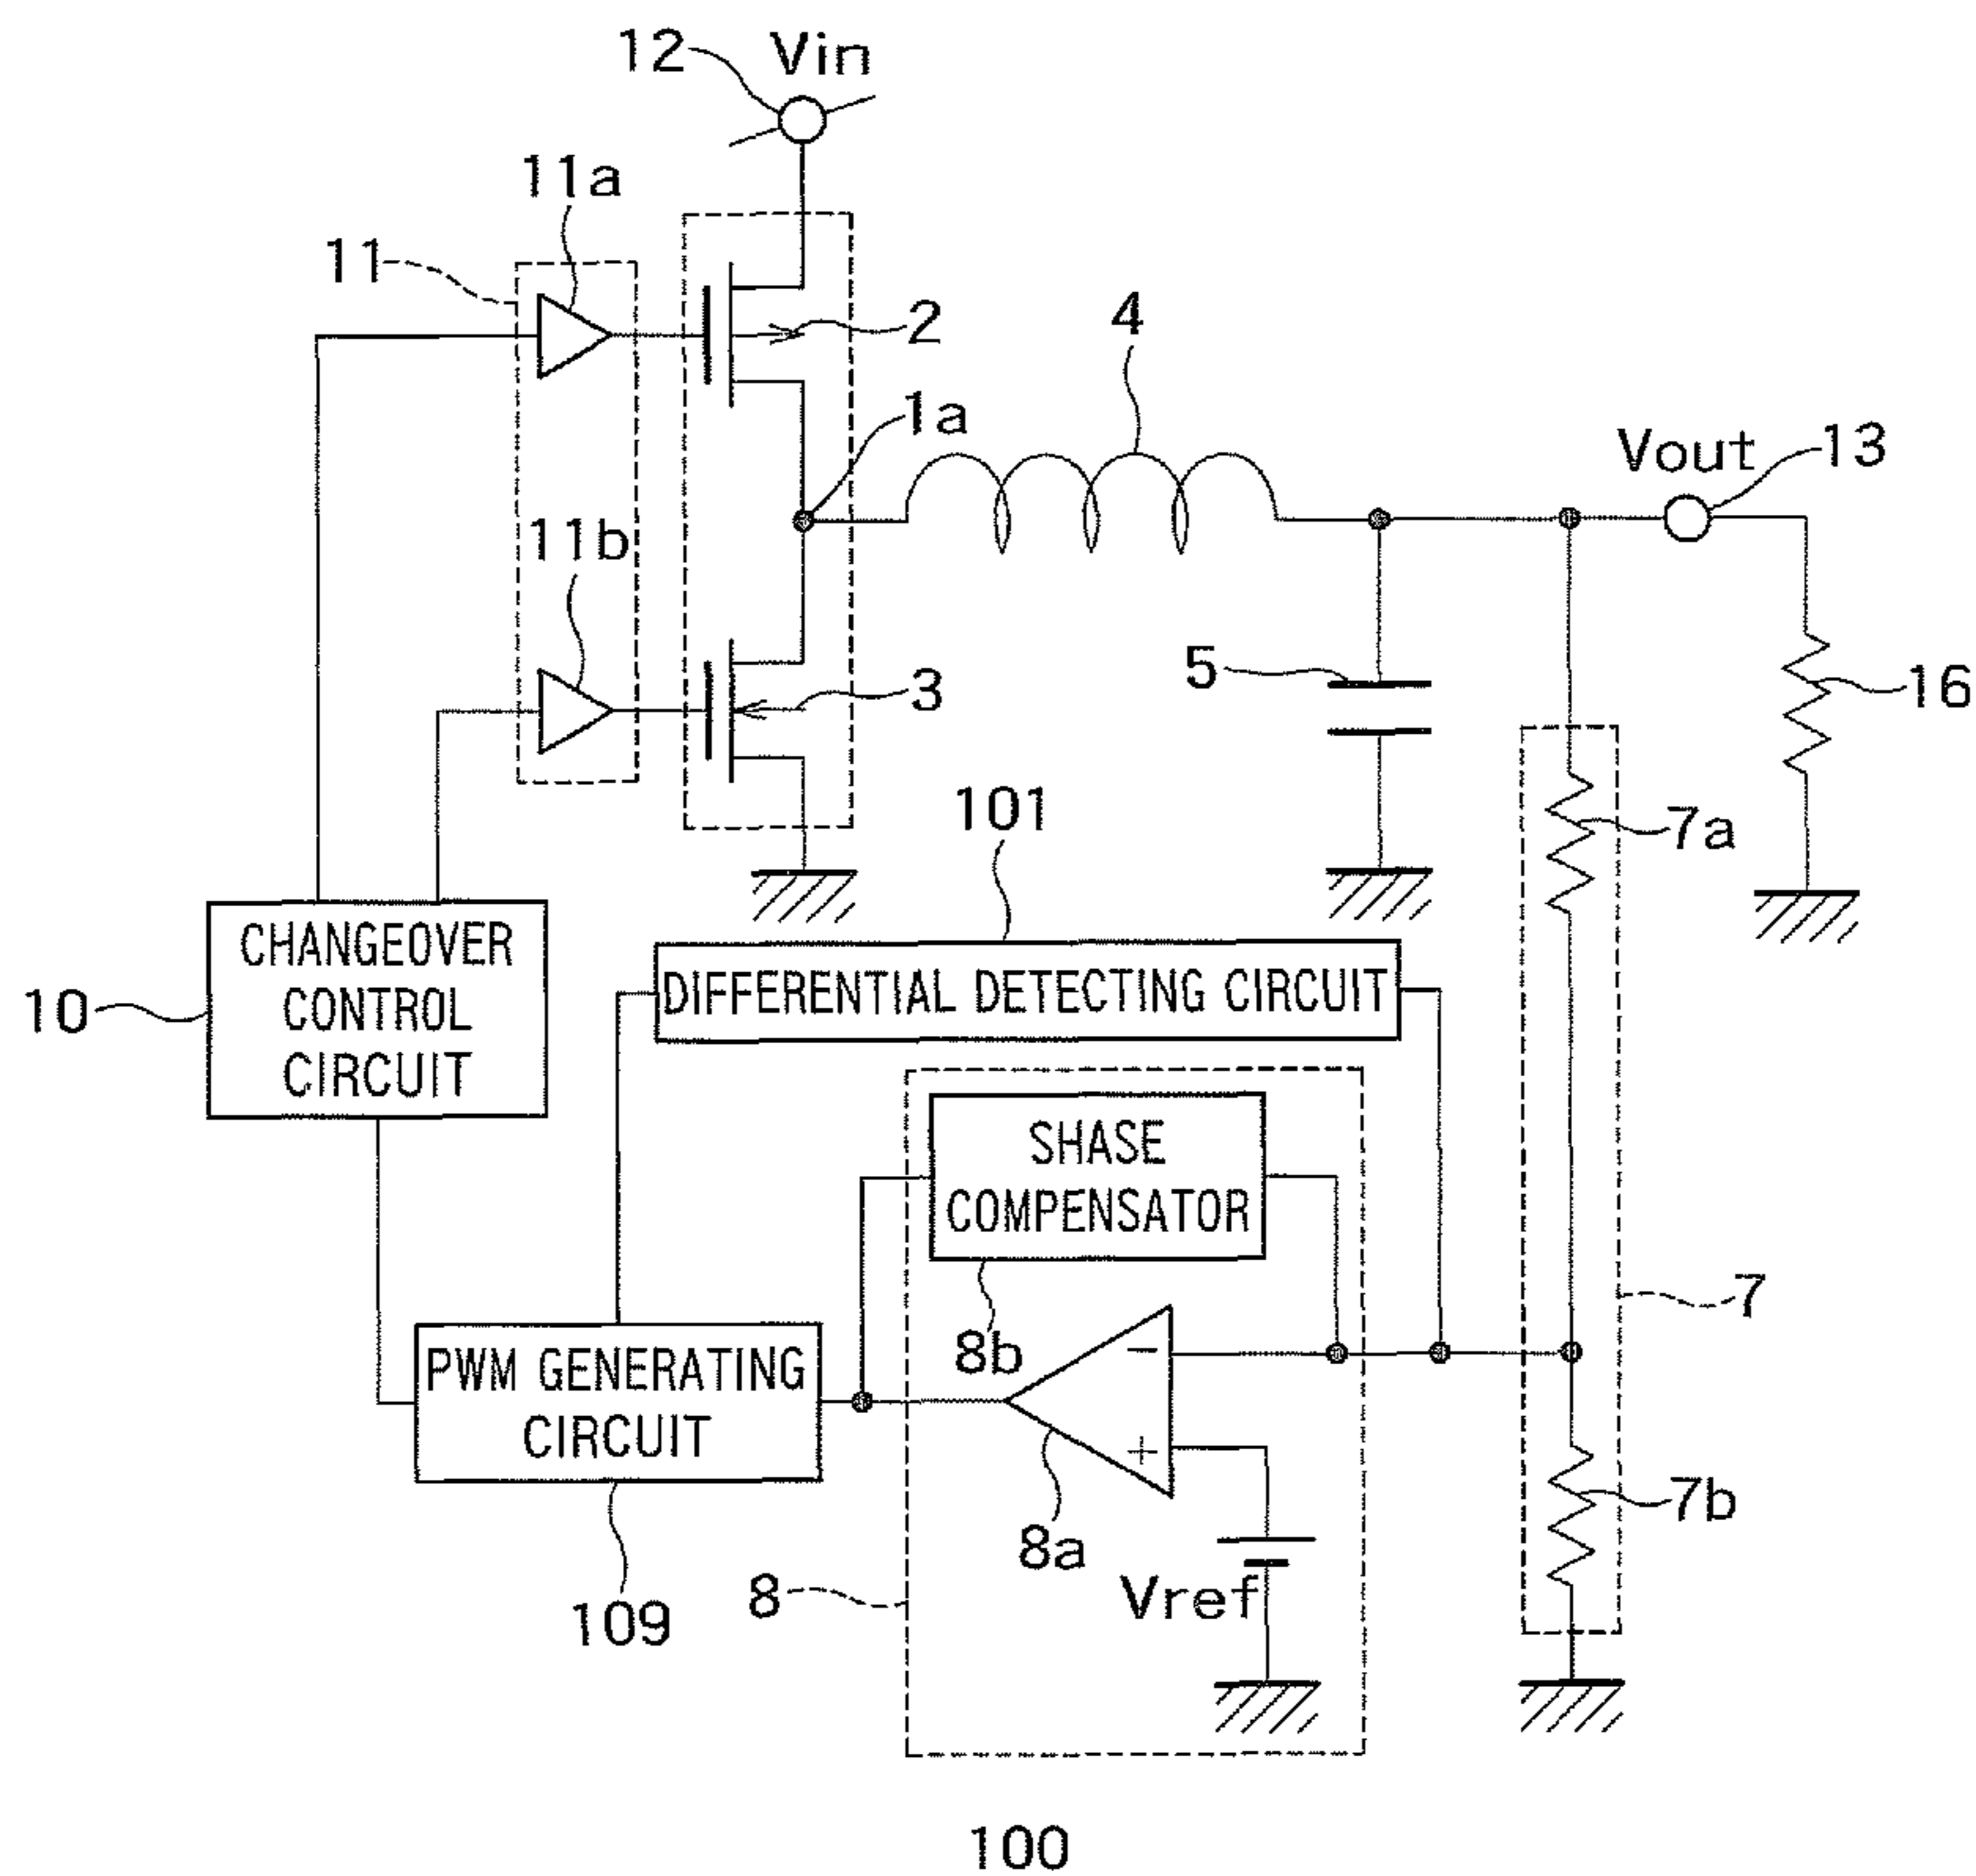 12 Vin
11a
11
2
4
1a
Vout 13
11b
3
5
16
101
7a
CHANGEOVER
CONTROL
CIRCUIT
10
DIFFERENTIAL DETECTING CIRCUIT
SHASE
COMPENSATOR
7
8b
−
PWM GENERATING
CIRCUIT
+
7b
8a
8
Vref
109
100